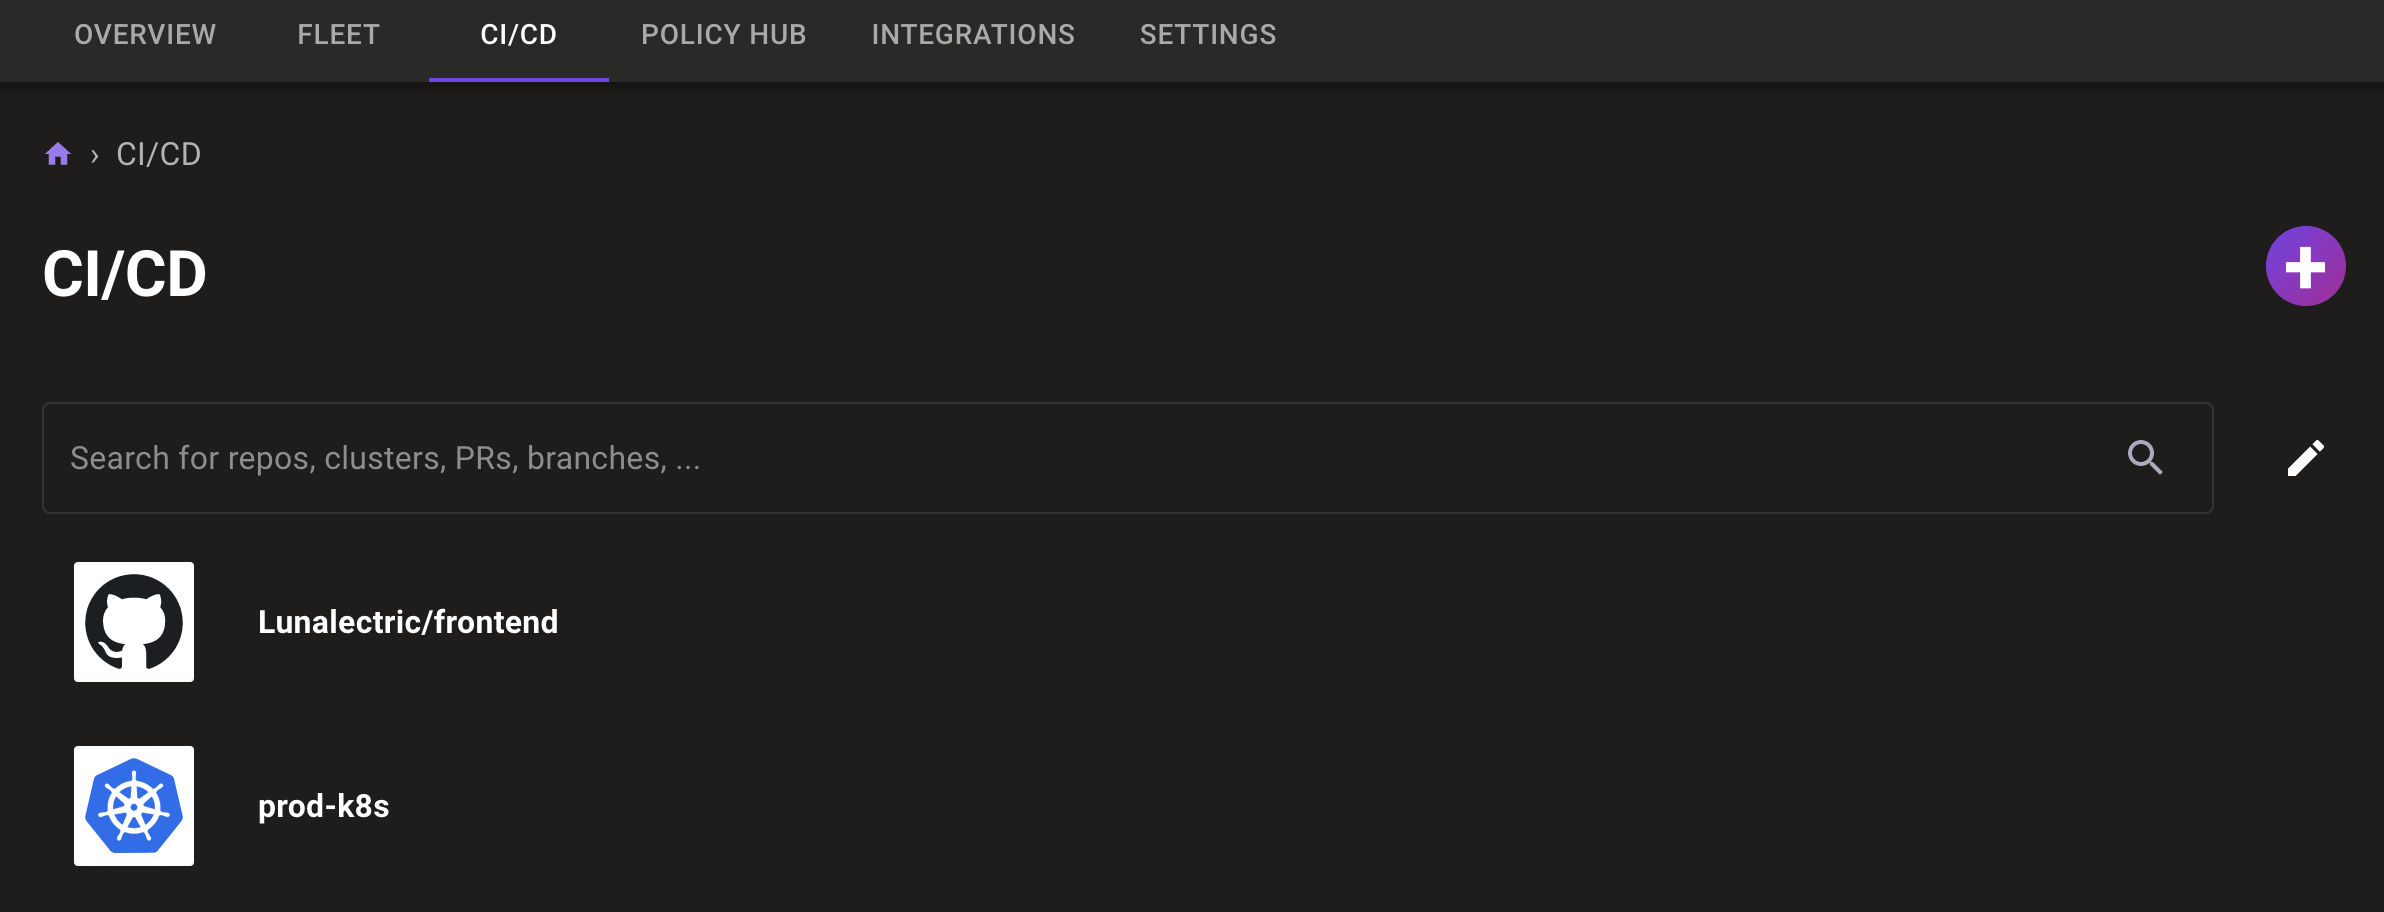 OVERVIEW FLEET CI/CD POLICY HUB INTEGRATIONS SETTINGS
› CI/CD
CI/CD
Search for repos, clusters, PRs, branches, ...
Lunalectric/frontend
prod-k8s